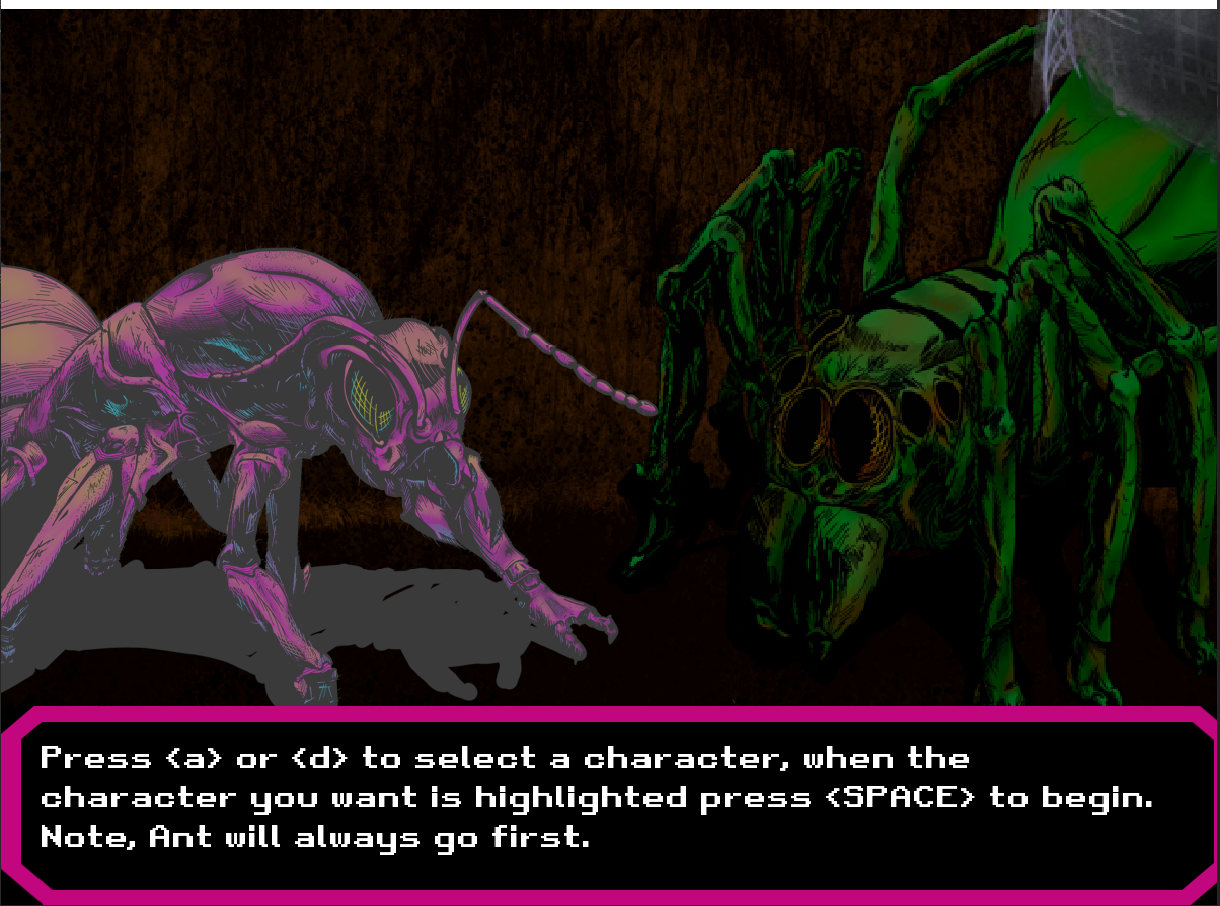 Press <a> or <d> to select a character, when the
character you want is highlighted press <SPACE> to begin.
Note, Ant will always go first.